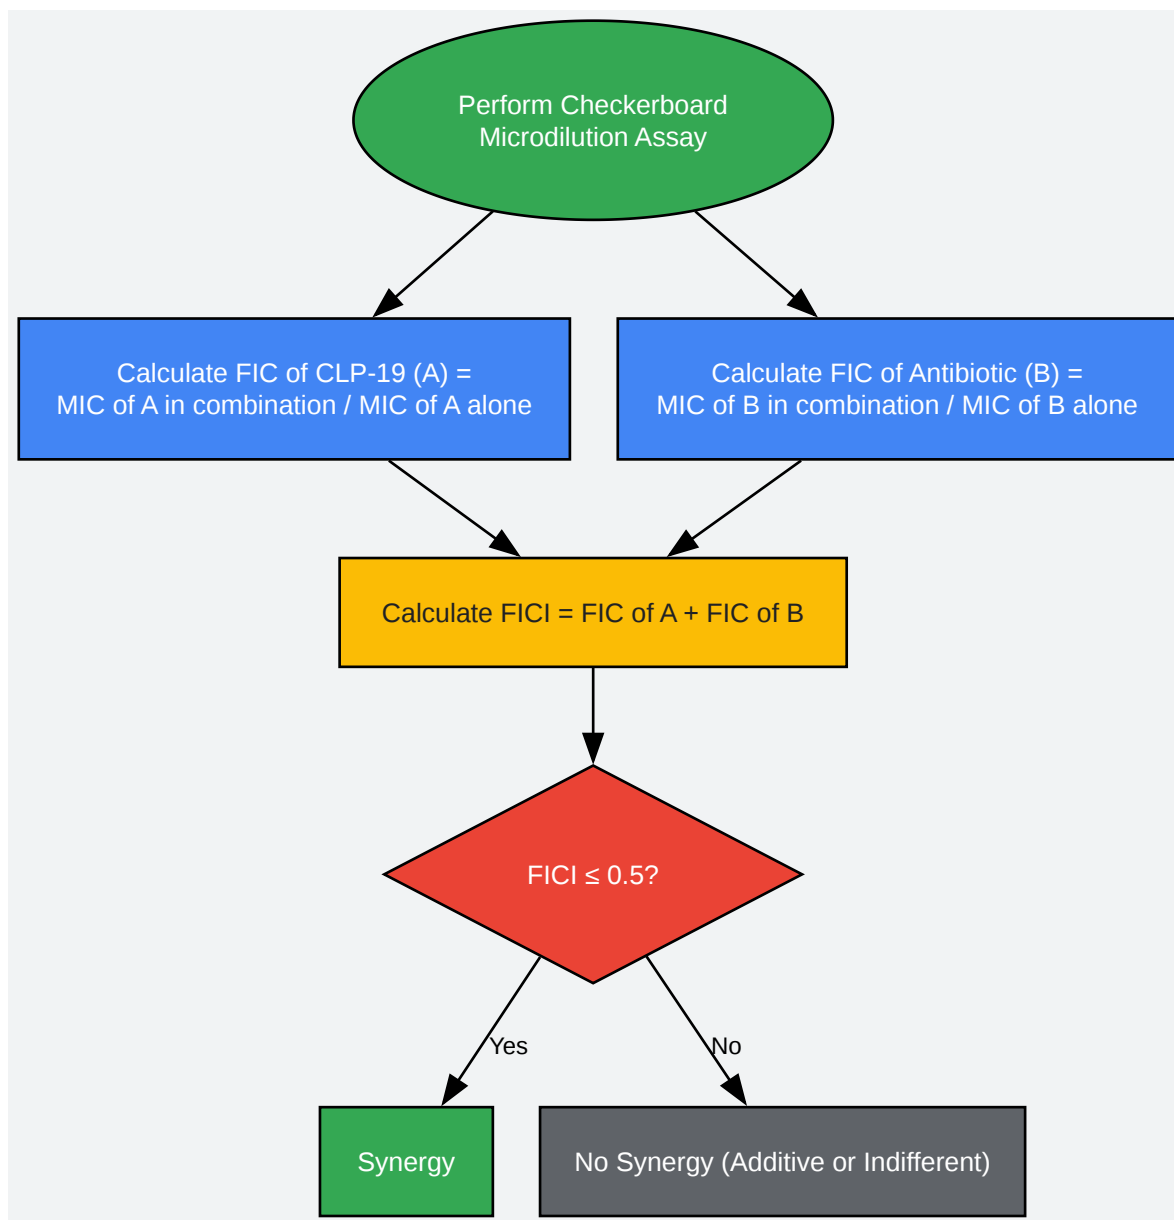 Perform Checkerboard
Microdilution Assay
Calculate FIC of CLP-19 (A) =
MIC of A in combination / MIC of A alone
Calculate FIC of Antibiotic (B) =
MIC of B in combination / MIC of B alone
Calculate FICI = FIC of A + FIC of B
FICI ≤ 0.5?
Yes
No
Synergy
No Synergy (Additive or Indifferent)